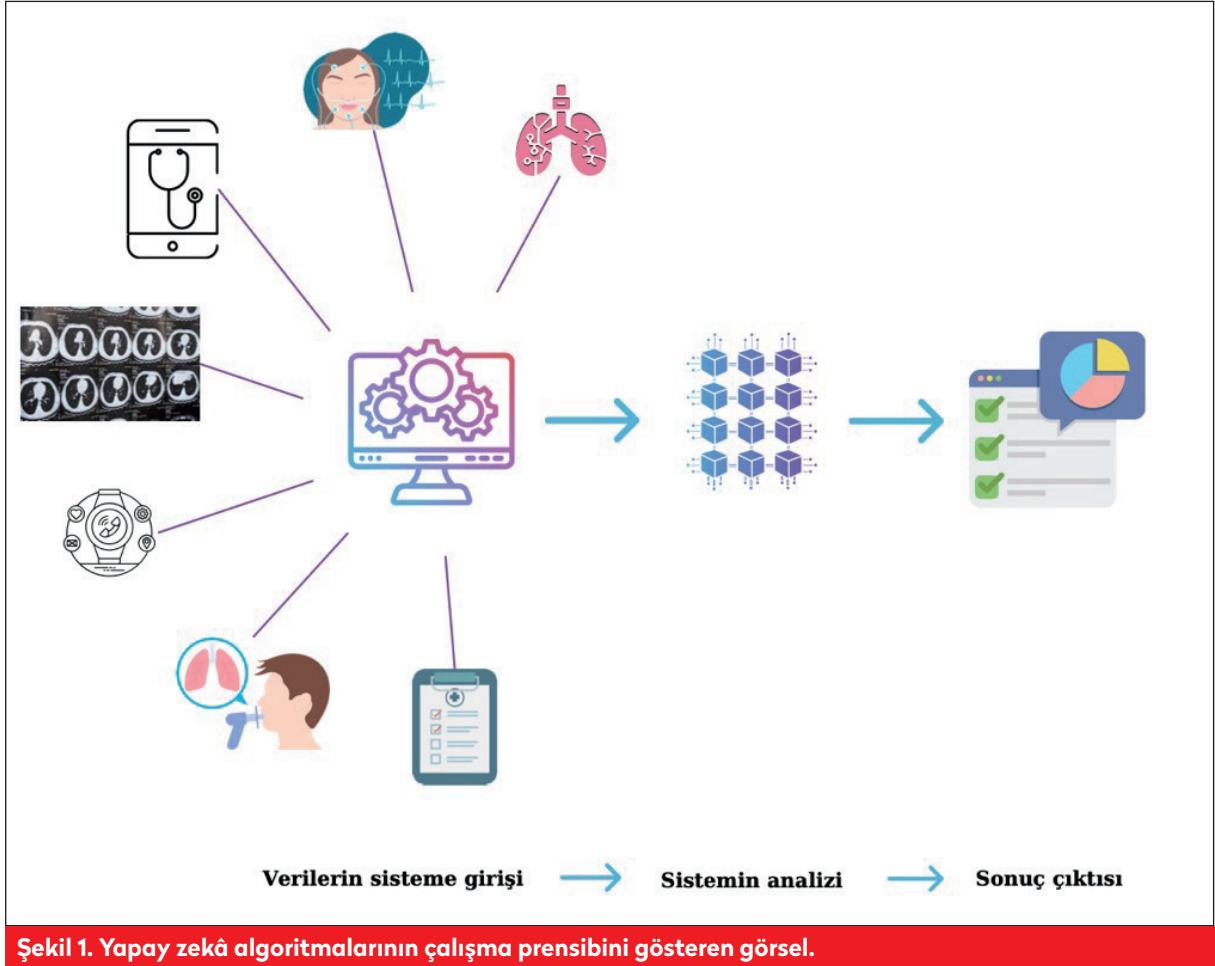 Verilerin sisteme girişi
Sistemin analizi
Sonuç çıktısı
Şekil 1. Yapay zekâ algoritmalarının çalışma prensibini gösteren görsel.